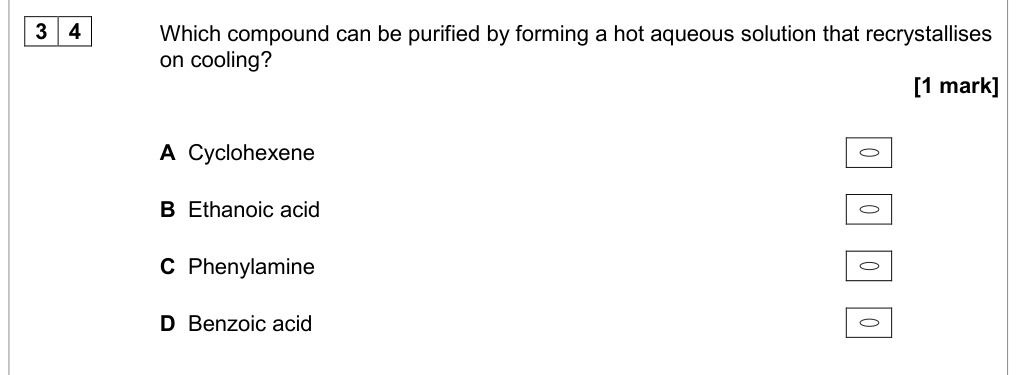 3 4 Which compound can be purified by forming a hot aqueous solution that recrystallises
on cooling?
[1 mark]
A Cyclohexene
B Ethanoic acid
C Phenylamine
D Benzoic acid